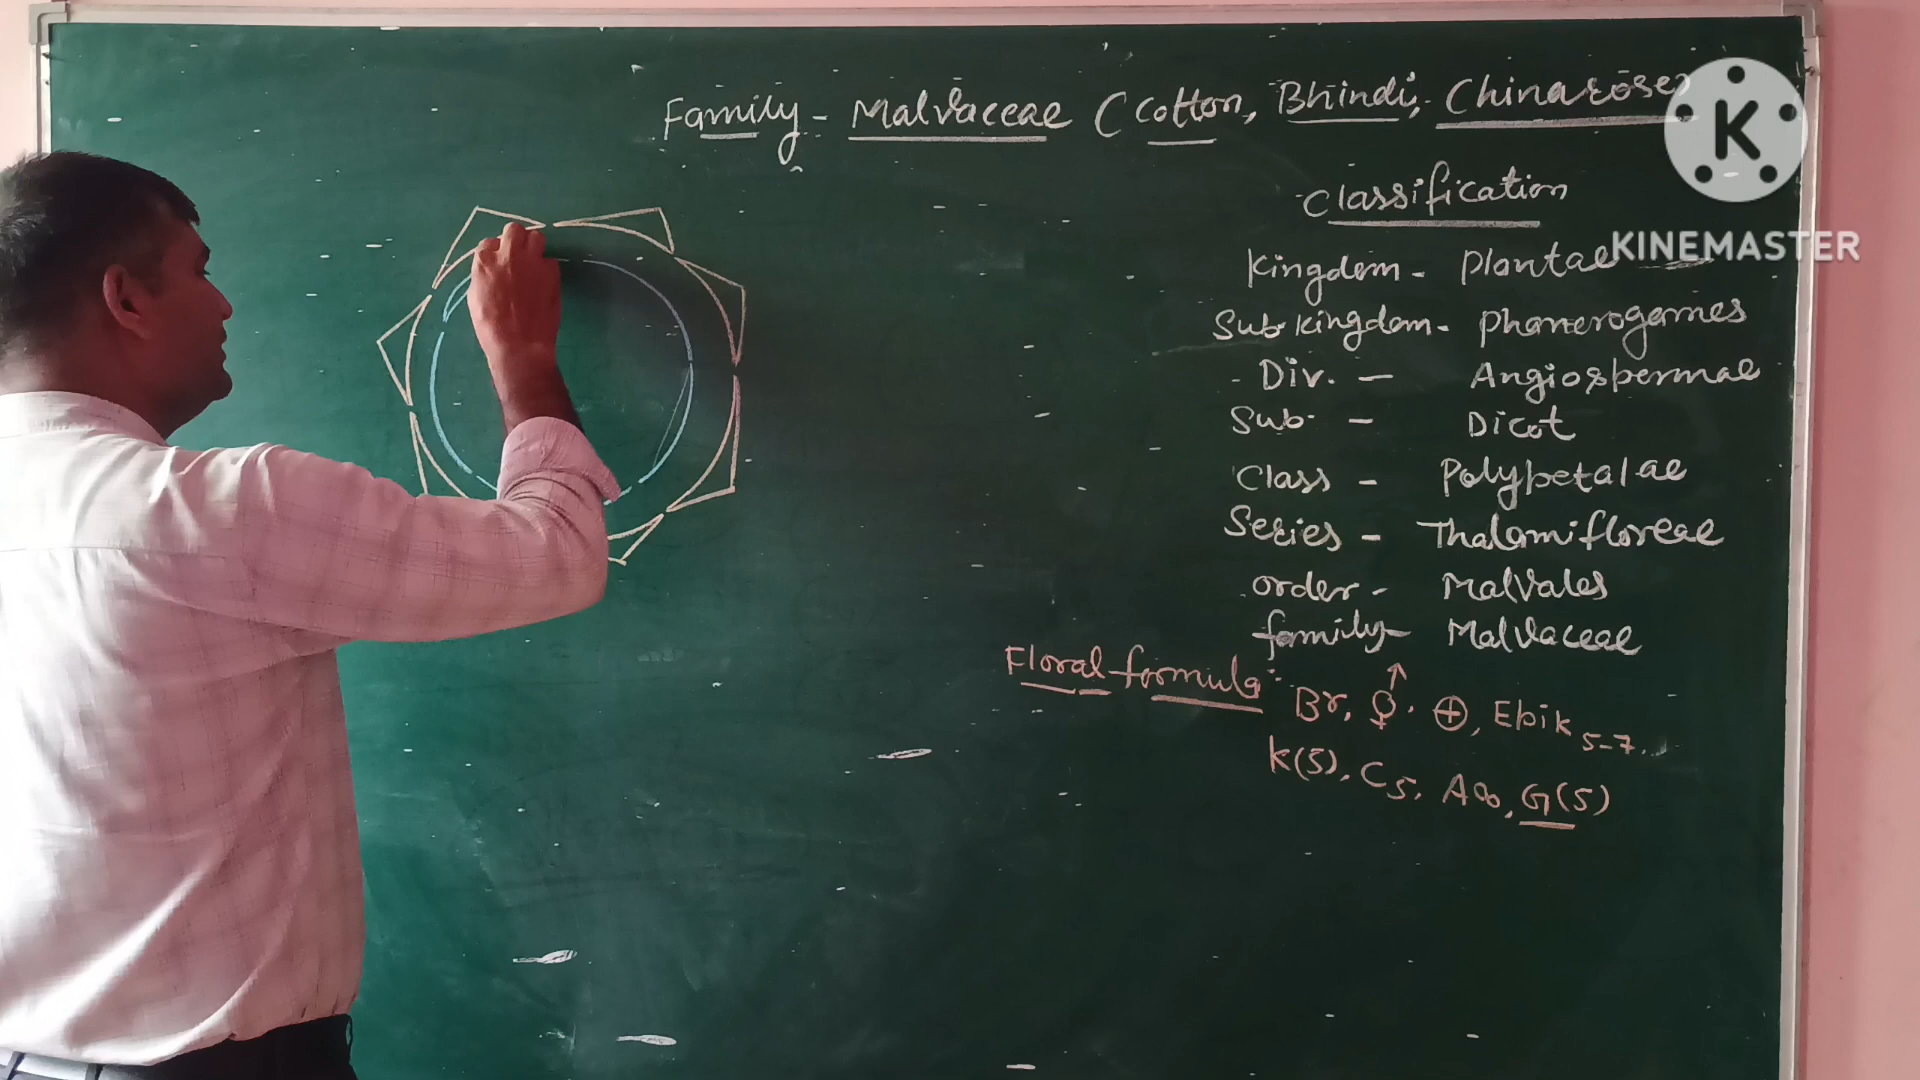 Family - Malvaceae (Cotton, Bhindi, Chinarose)
K
KINEMASTER
Classification
Kingdom - Plantae
Sub kingdom - Phanerogames
Div. - Angiospermae
Sub - Dicot
Class - Polypetalae
Series - Thalamifloreae
order - Malvales
family - Malvaceae
Floral formula :- Br, ⚥, ⊕, Epik 5-7,
K(5), C5, A∞, G(5)